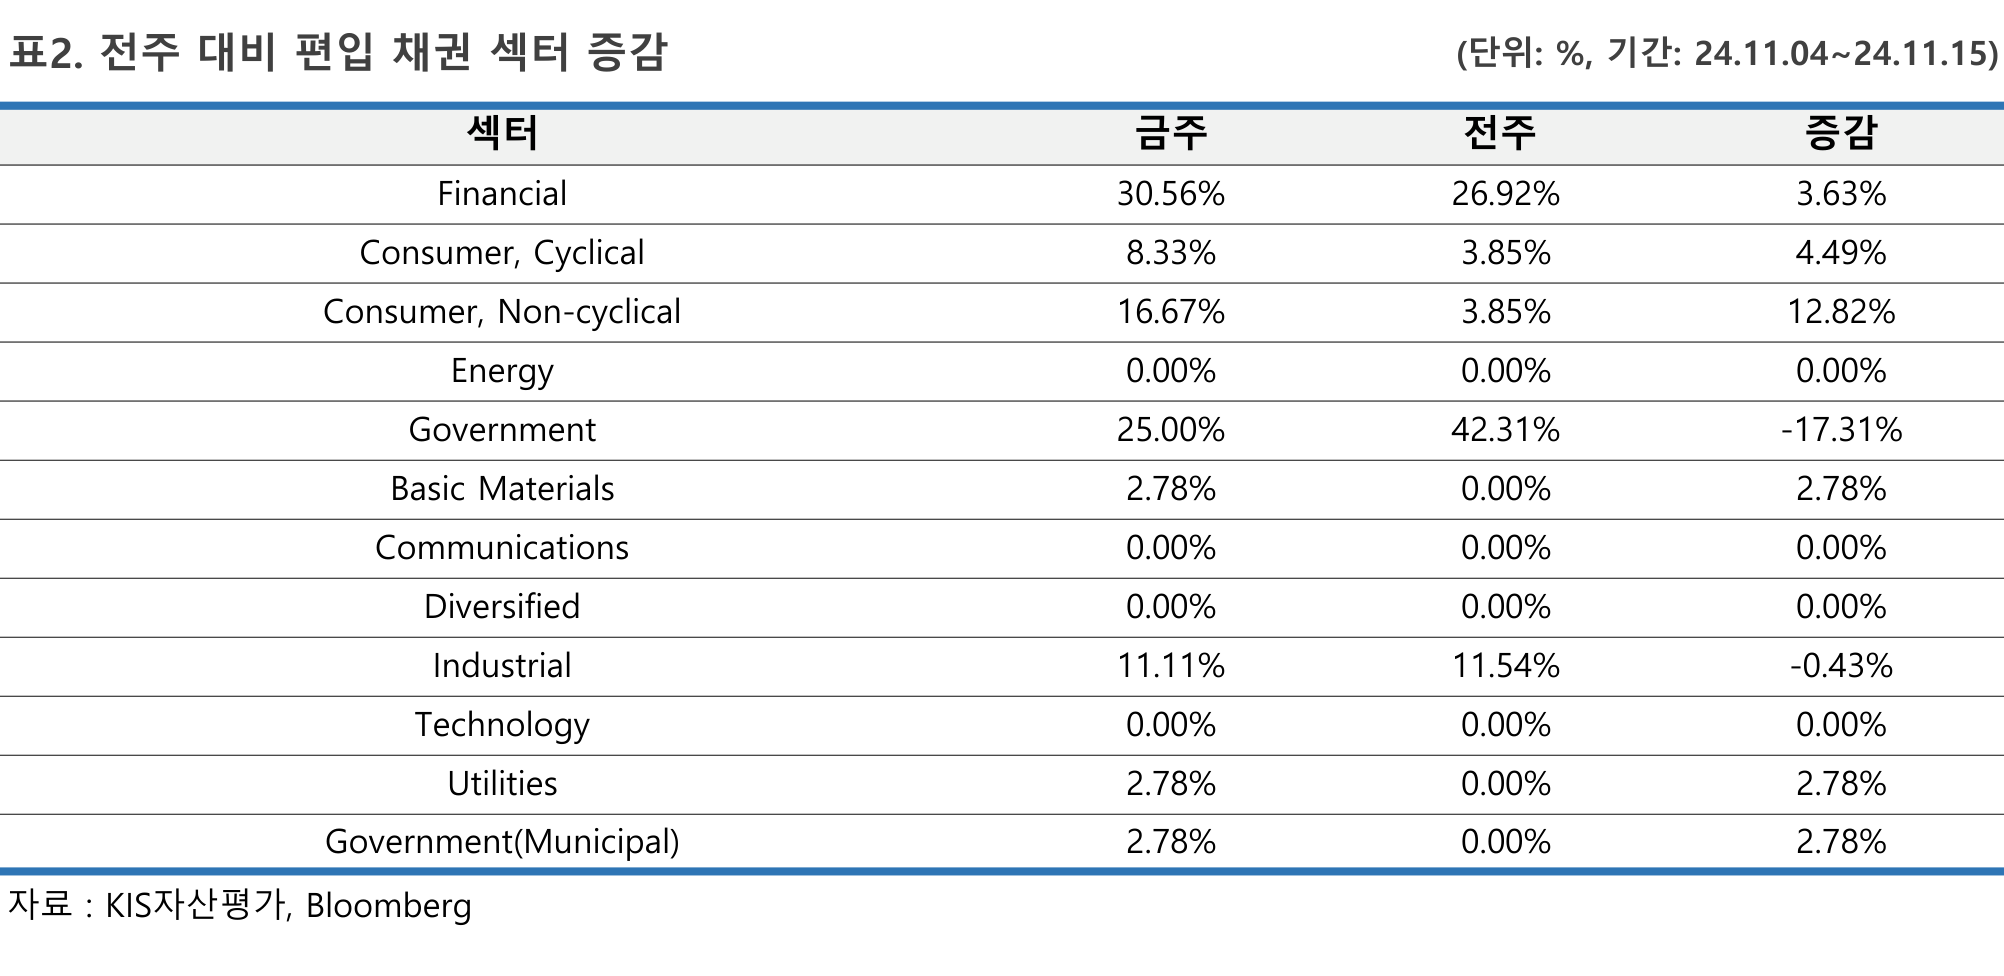 표2. 전주 대비 편입 채권 섹터 증감 (단위: %, 기간: 24.11.04~24.11.15)
섹터 금주 전주 증감
Financial 30.56% 26.92% 3.63%
Consumer, Cyclical 8.33% 3.85% 4.49%
Consumer, Non-cyclical 16.67% 3.85% 12.82%
Energy 0.00% 0.00% 0.00%
Government 25.00% 42.31% -17.31%
Basic Materials 2.78% 0.00% 2.78%
Communications 0.00% 0.00% 0.00%
Diversified 0.00% 0.00% 0.00%
Industrial 11.11% 11.54% -0.43%
Technology 0.00% 0.00% 0.00%
Utilities 2.78% 0.00% 2.78%
Government(Municipal) 2.78% 0.00% 2.78%
자료 : KIS자산평가, Bloomberg